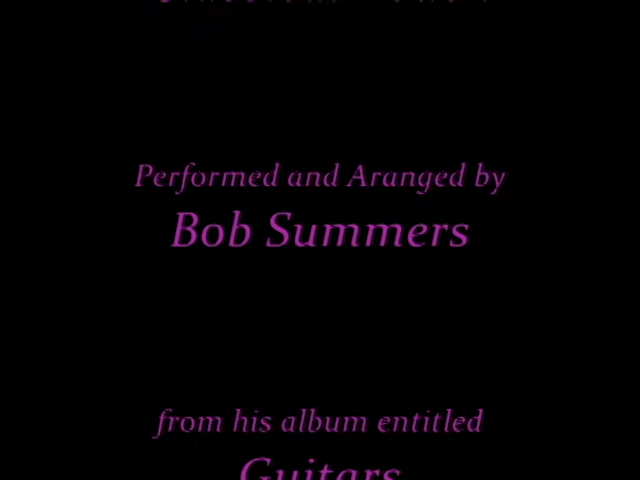 Performed and Aranged by
Bob Summers
from his album entitled
Guitars